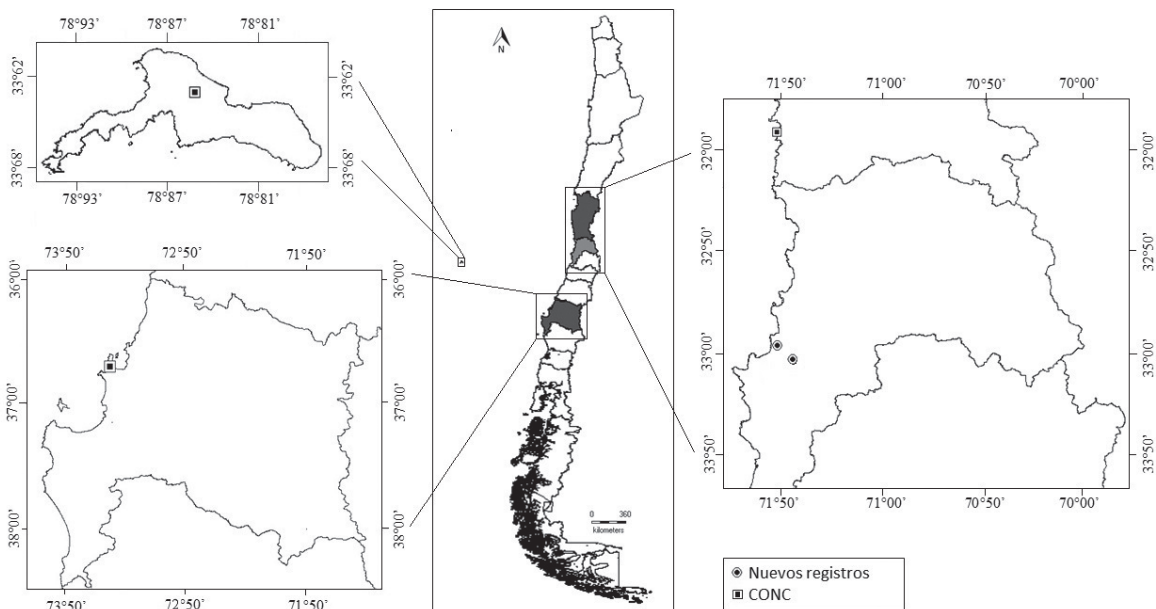 78°93’ 78°87’ 78°81’
33°62’ 33°62’
33°68’ 33°68’
78°93’ 78°87’ 78°81’
N
0 360
kilometers
73°50’ 72°50’ 71°50’
36°00’ 36°00’
37°00’ 37°00’
38°00’ 38°00’
73°50’ 72°50’ 71°50’
71°50’ 71°00’ 70°50’ 70°00’
32°00’ 32°00’
32°50’ 32°50’
33°00’ 33°00’
33°50’ 33°50’
71°50’ 71°00’ 70°50’ 70°00’
Nuevos registros
CONC